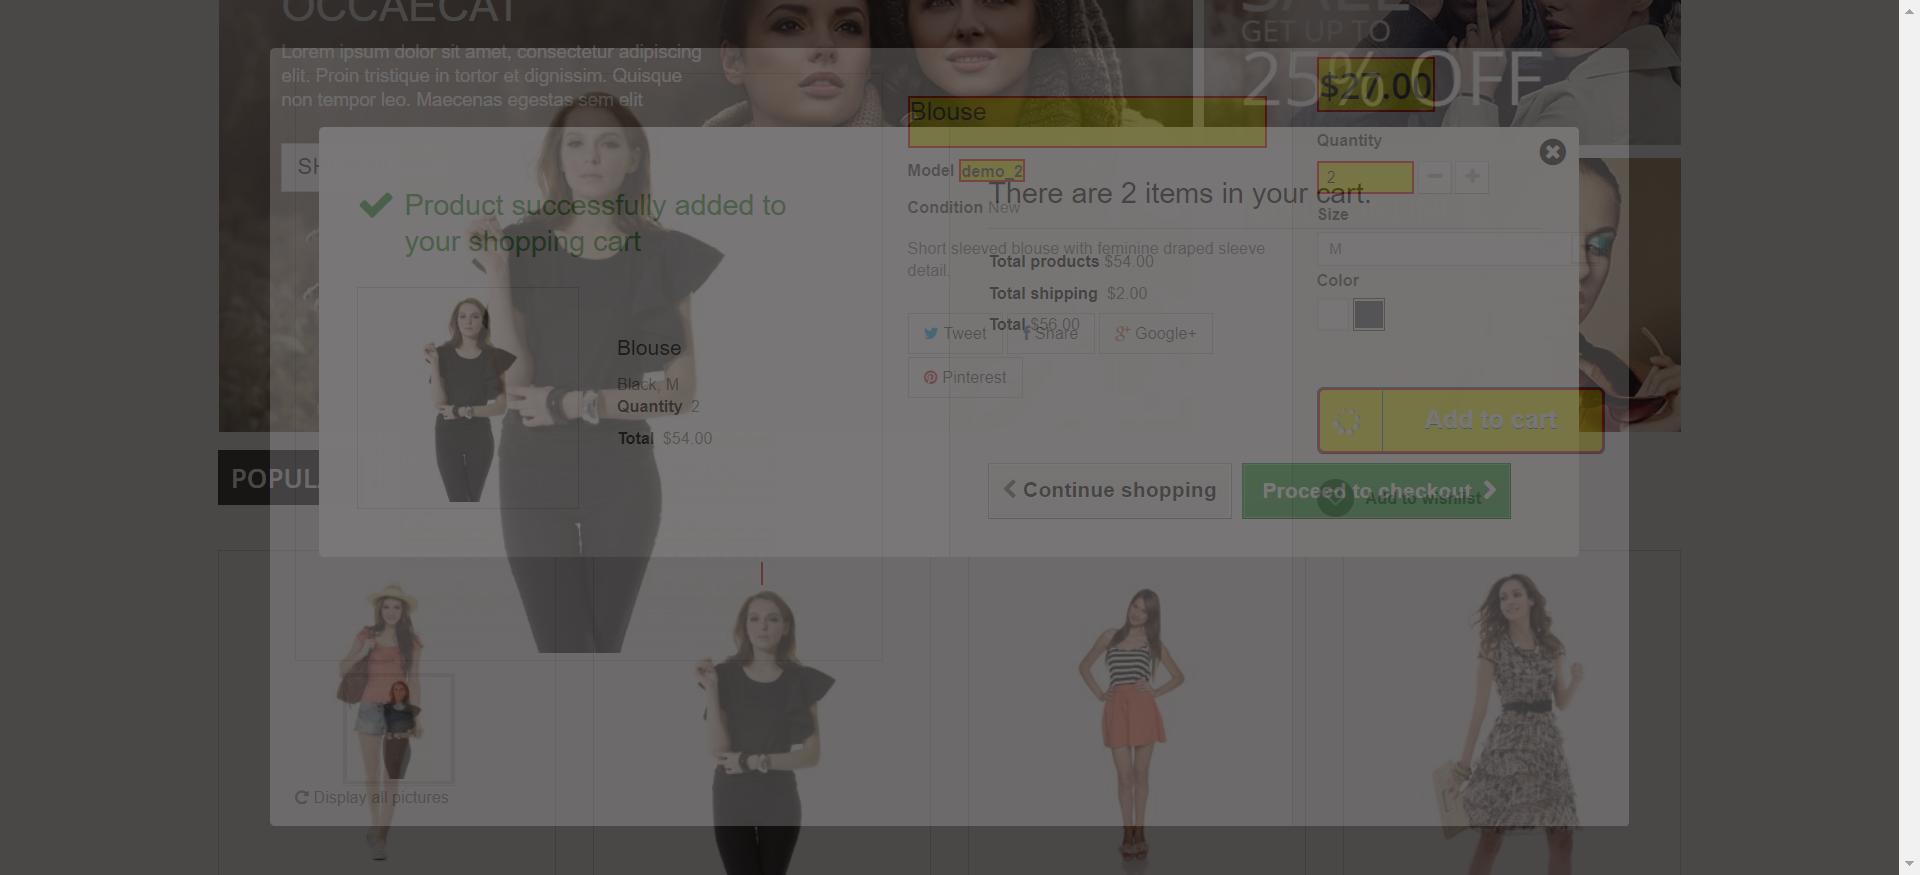 OCCAECAT
Lorem ipsum dolor sit amet, consectetur adipiscing
elit. Proin tristique in tortor et dignissim. Quisque
non tempor leo. Maecenas egestas sem elit
SH
SALE
GET UP TO
25% OFF
Blouse
Model demo_2
Condition New
Short sleeved blouse with feminine draped sleeve
detail.
Tweet
Share
Google+
Pinterest
$27.00
Quantity
2
Size
M
Color
Add to cart
Add to wishlist
Product successfully added to
your shopping cart
Blouse
Black, M
Quantity 2
Total $54.00
There are 2 items in your cart.
Total products $54.00
Total shipping $2.00
Total $56.00
Continue shopping
Proceed to checkout
POPUL
Display all pictures